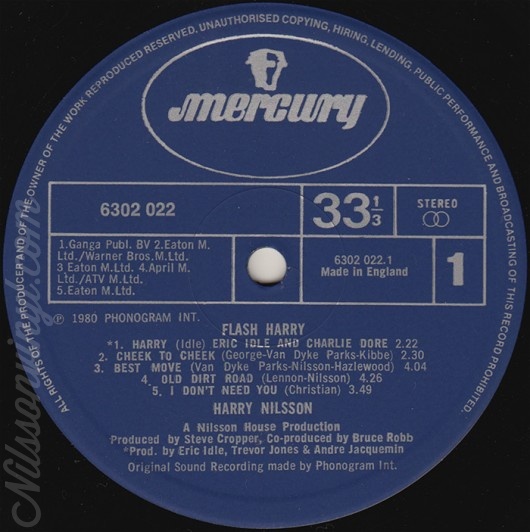 ALL RIGHTS OF THE PRODUCER AND OF THE OWNER OF THE WORK REPRODUCED RESERVED. UNAUTHORISED COPYING, HIRING, LENDING, PUBLIC PERFORMANCE AND BROADCASTING OF THIS RECORD PROHIBITED.
mercury
6302 022
33 1/3
STEREO
1.Ganga Publ. BV 2.Eaton M.
Ltd./Warner Bros.M.Ltd.
3 Eaton M.Ltd. 4.April M.
Ltd./ATV M.Ltd.
5.Eaton M.Ltd.
6302 022.1
Made in England
1
℗ 1980 PHONOGRAM INT.
FLASH HARRY
*1. HARRY (Idle) ERIC IDLE AND CHARLIE DORE 2.22
2. CHEEK TO CHEEK (George-Van Dyke Parks-Kibbe) 2.30
3. BEST MOVE (Van Dyke Parks-Nilsson-Hazlewood) 4.04
4. OLD DIRT ROAD (Lennon-Nilsson) 4.26
5. I DON'T NEED YOU (Christian) 3.49
HARRY NILSSON
A Nilsson House Production
Produced by Steve Cropper, Co-produced by Bruce Robb
*Prod. by Eric Idle, Trevor Jones & Andre Jacquemin
Original Sound Recording made by Phonogram Int.
Nilssonvinyl.com